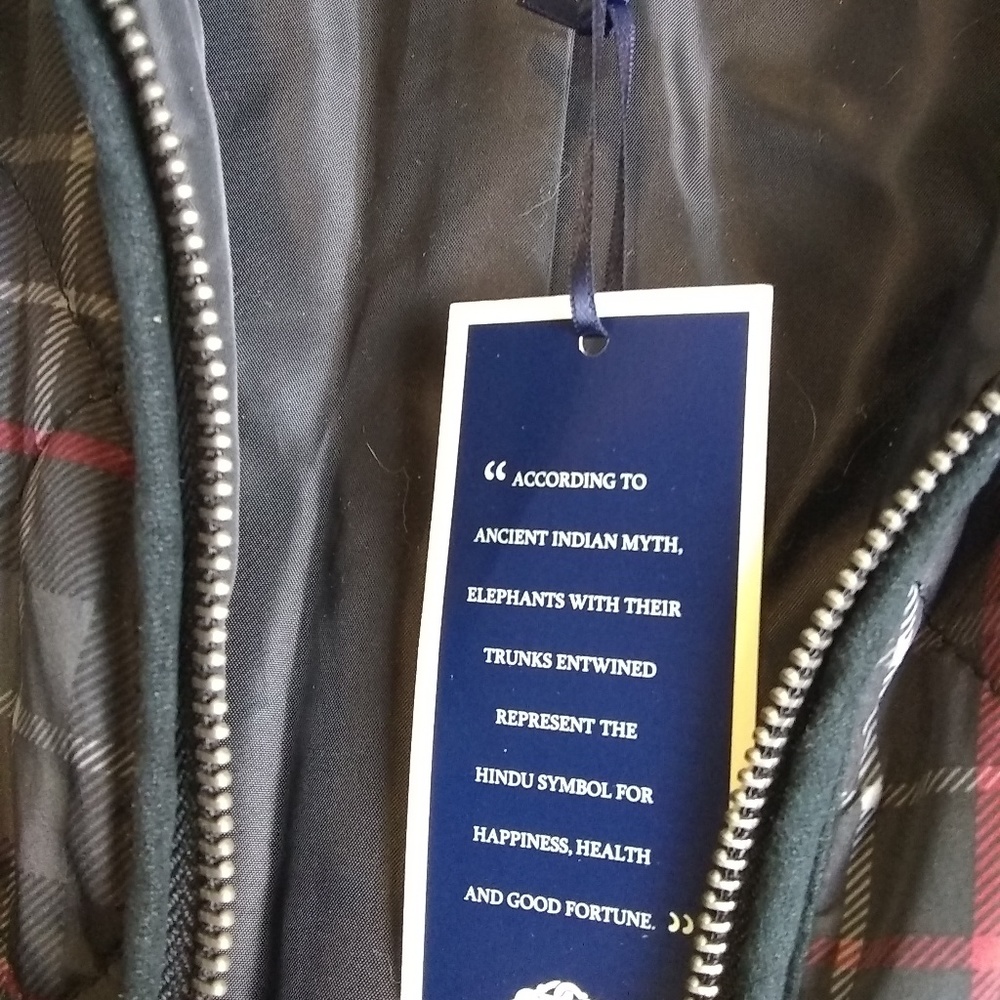 “ ACCORDING TO
ANCIENT INDIAN MYTH,
ELEPHANTS WITH THEIR
TRUNKS ENTWINED
REPRESENT THE
HINDU SYMBOL FOR
HAPPINESS, HEALTH
AND GOOD FORTUNE. ”